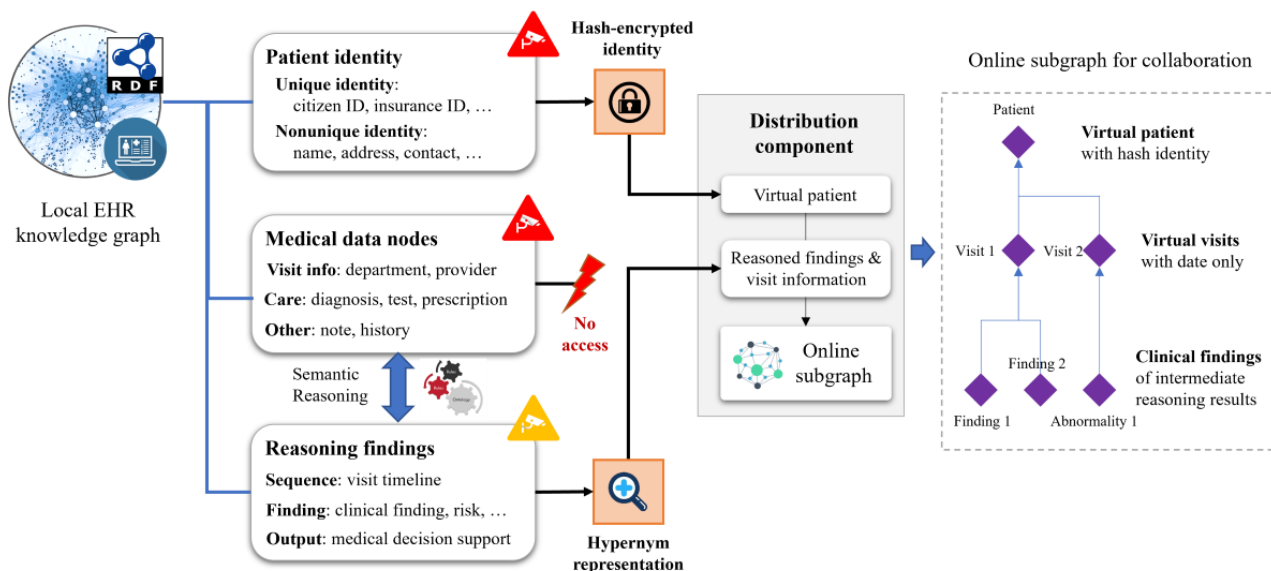 RDF
Local EHR
knowledge graph
Patient identity
Unique identity:
citizen ID, insurance ID, …
Nonunique identity:
name, address, contact, …
Medical data nodes
Visit info: department, provider
Care: diagnosis, test, prescription
Other: note, history
Semantic
Reasoning
Reasoning findings
Sequence: visit timeline
Finding: clinical finding, risk, …
Output: medical decision support
Hash-encrypted
identity
No
access
Hypernym
representation
Distribution
component
Virtual patient
Reasoned findings &
visit information
Online
subgraph
Online subgraph for collaboration
Patient
Virtual patient
with hash identity
Visit 1
Visit 2
Virtual visits
with date only
Finding 2
Clinical findings
of intermediate
reasoning results
Finding 1
Abnormality 1